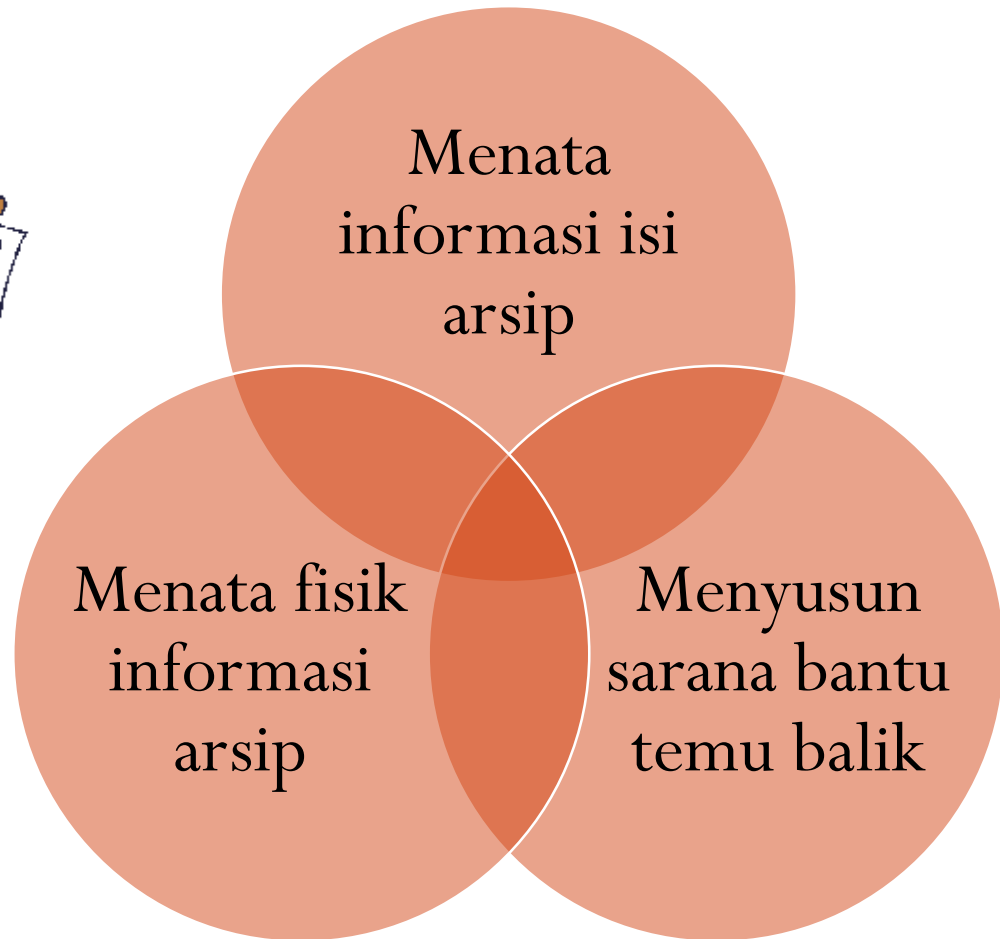 Menata
informasi isi
arsip
Menata fisik
informasi
arsip
Menyusun
sarana bantu
temu balik